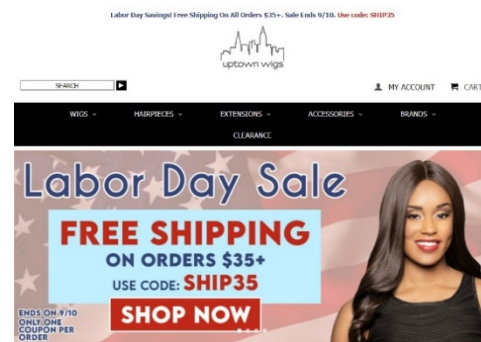 Labor Day Savings! Free Shipping On All Orders $35+. Sale Ends 9/10. Use code: SHIP35
uptown wigs
SEARCH
MY ACCOUNT
CART
WIGS
HAIRPIECES
EXTENSIONS
ACCESSORIES
BRANDS
CLEARANCE
Labor Day Sale
FREE SHIPPING
ON ORDERS $35+
USE CODE: SHIP35
SHOP NOW
ENDS ON 9/10
ONLY ONE
COUPON PER
ORDER